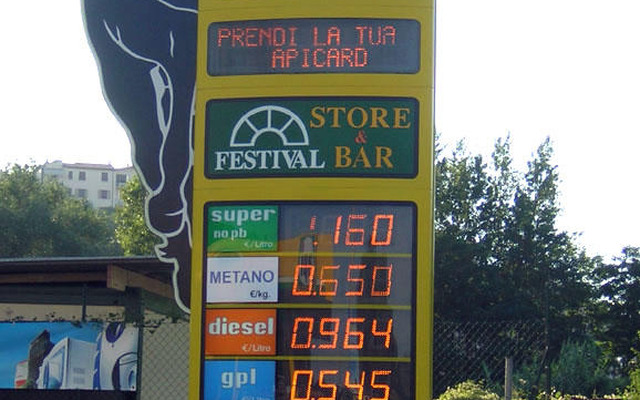 PRENDI LA TUA
APICARD
FESTIVAL STORE
& BAR
super
no pb
€/Litro
1.160
METANO
€/kg.
0.650
diesel
€/Litro
0.964
gpl
€/Litro
0.545